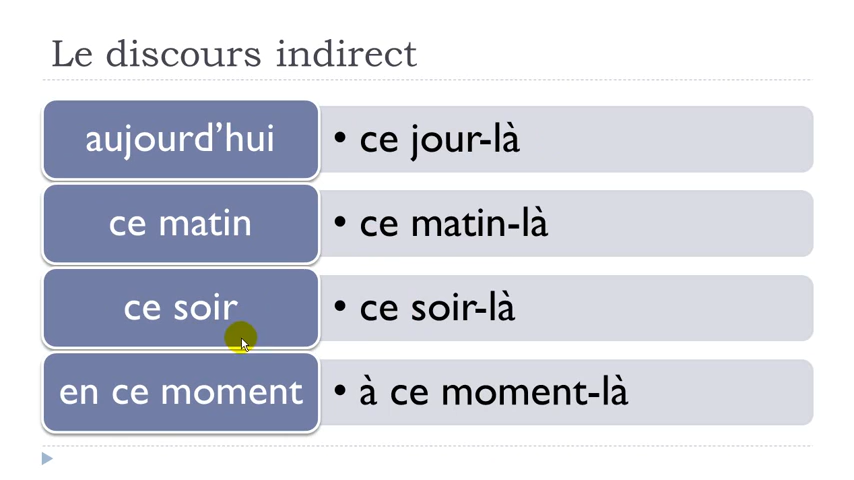 Le discours indirect
aujourd’hui
• ce jour-là
ce matin
• ce matin-là
ce soir
• ce soir-là
en ce moment
• à ce moment-là